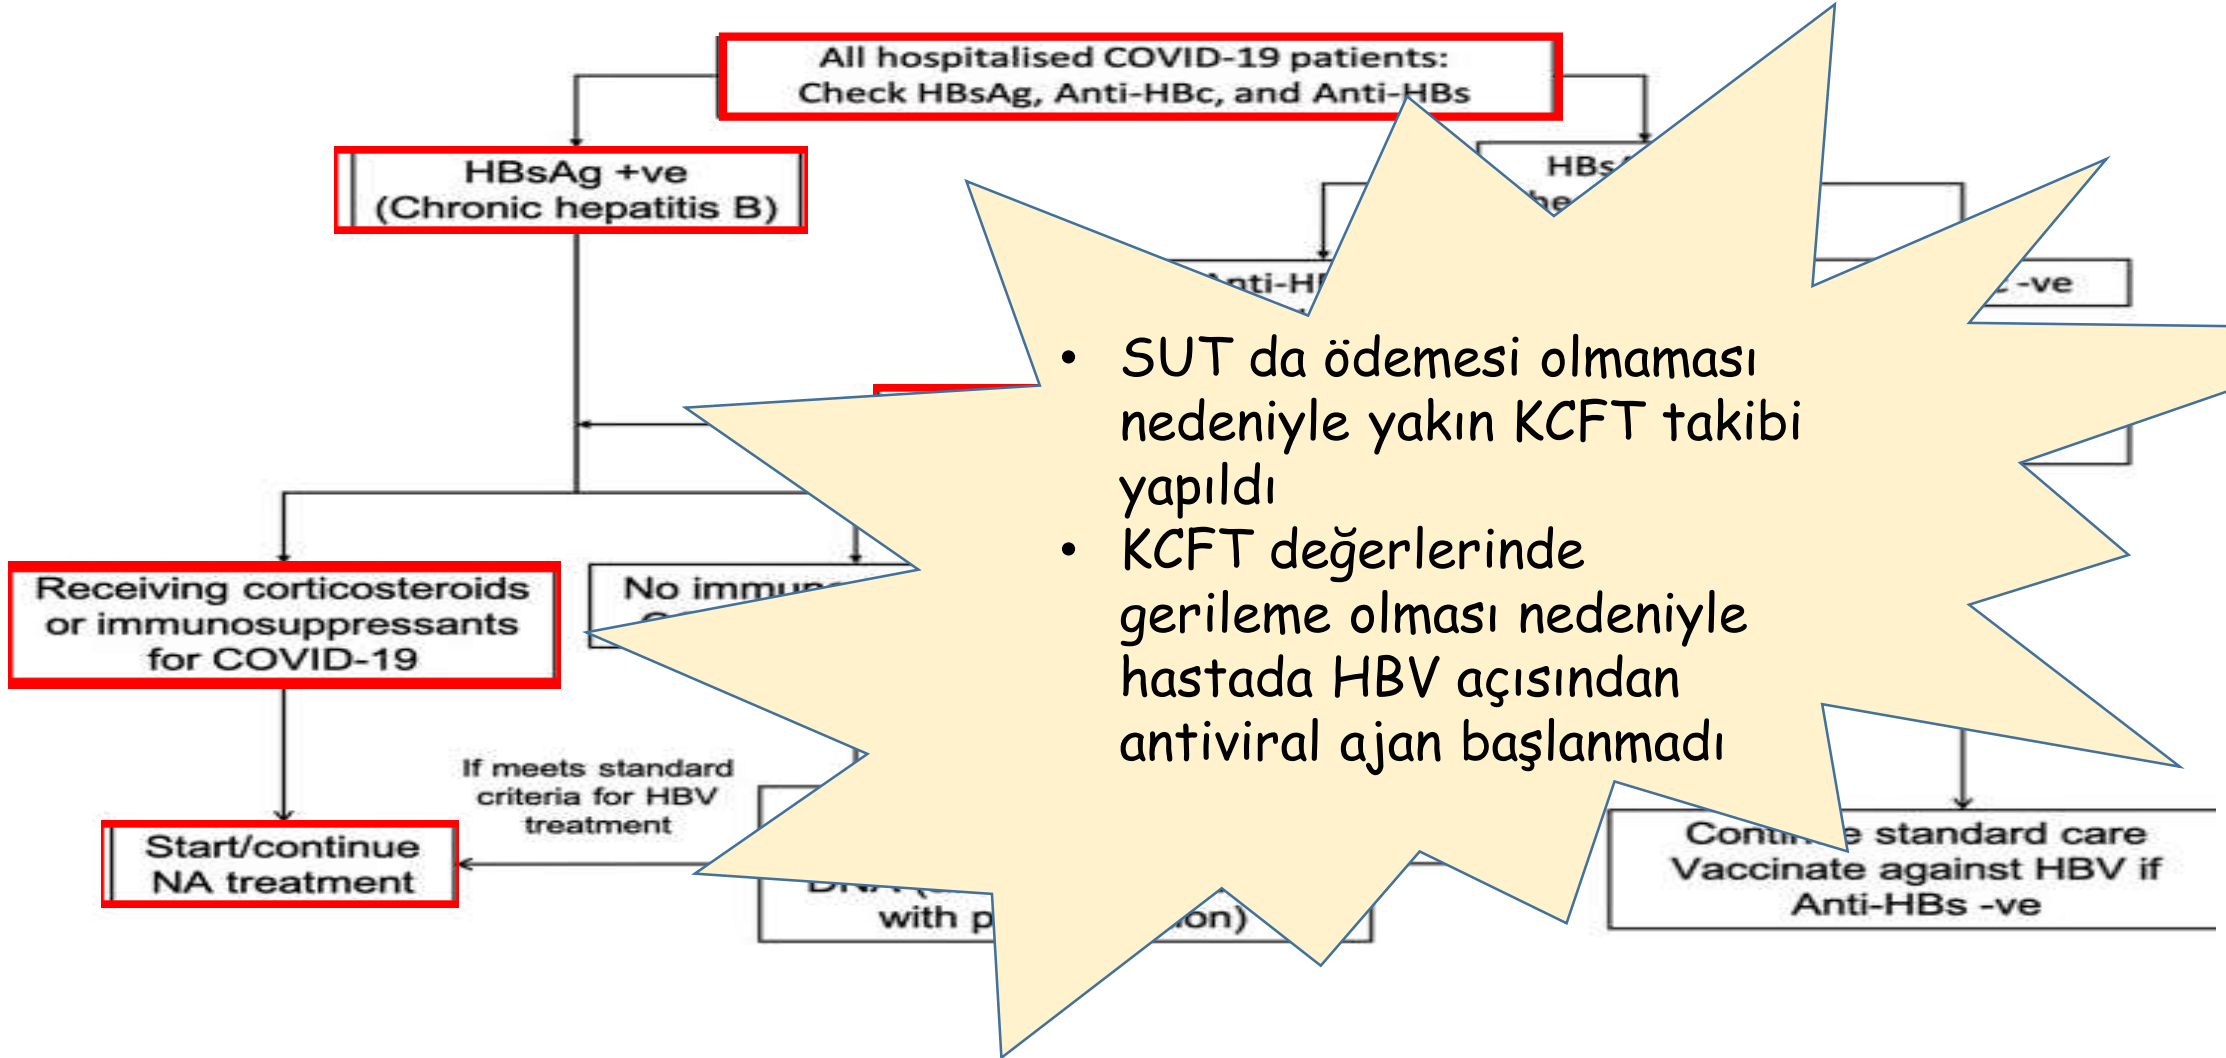 All hospitalised COVID-19 patients:
Check HBsAg, Anti-HBc, and Anti-HBs
HBsAg +ve
(Chronic hepatitis B)
-ve
• SUT da ödemesi olmaması
nedeniyle yakın KCFT takibi
yapıldı
• KCFT değerlerinde
gerileme olması nedeniyle
hastada HBV açısından
antiviral ajan başlanmadı
Receiving corticosteroids
or immunosuppressants
for COVID-19
No
If meets standard
criteria for HBV
treatment
Start/continue
NA treatment
with
standard care
Vaccinate against HBV if
Anti-HBs -ve